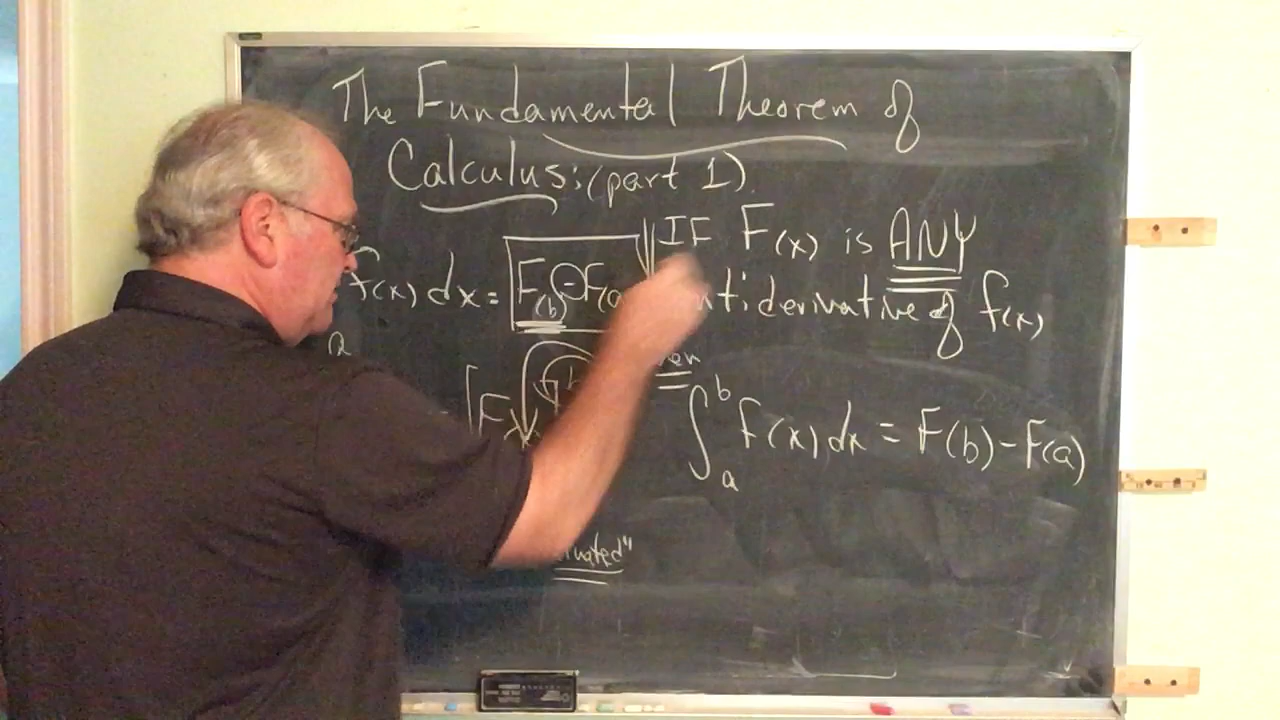 The Fundamental Theorem of
Calculus: (part 1)
f(x) dx = F(b) - F(a
a
[F
b
IF F(x) is ANY
antiderivative of f(x)
∫ₐᵇ f(x) dx = F(b) - F(a)